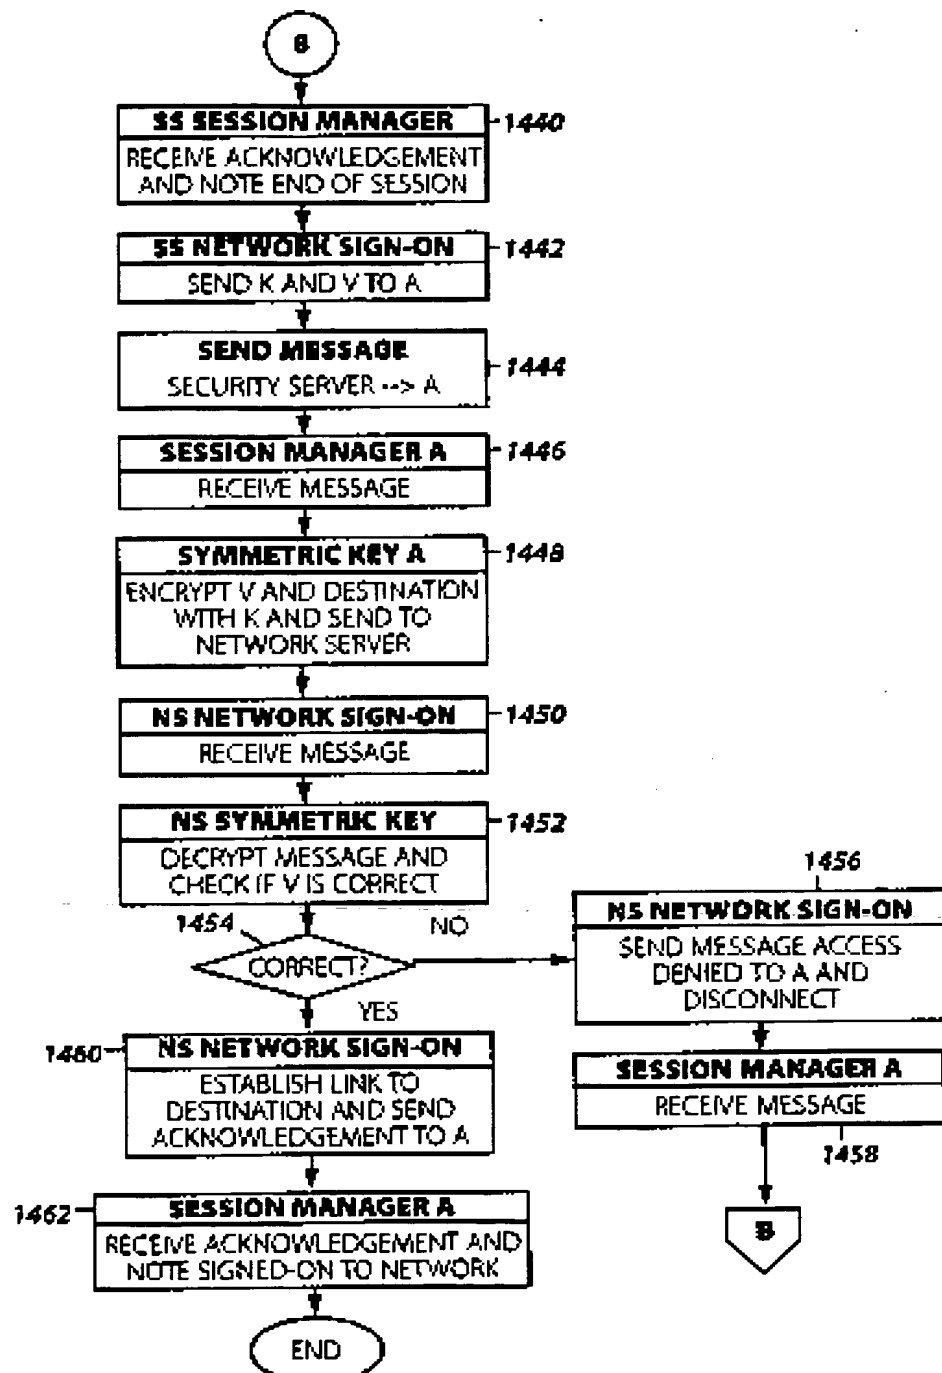 SS SESSION MANAGER
1440
RECEIVE ACKNOWLEDGEMENT
AND NOTE END OF SESSION
SS NETWORK SIGN-ON
1442
SEND K AND V TO A
SEND MESSAGE
1444
SECURITY SERVER --> A
SESSION MANAGER A
1446
RECEIVE MESSAGE
SYMMETRIC KEY A
1448
ENCRYPT V AND DESTINATION
WITH K AND SEND TO
NETWORK SERVER
NS NETWORK SIGN-ON
1450
RECEIVE MESSAGE
NS SYMMETRIC KEY
1452
DECRYPT MESSAGE AND
CHECK IF V IS CORRECT
1454
CORRECT?
NO
YES
1456
NS NETWORK SIGN-ON
SEND MESSAGE ACCESS
DENIED TO A AND
DISCONNECT
SESSION MANAGER A
RECEIVE MESSAGE
1458
1460
NS NETWORK SIGN-ON
ESTABLISH LINK TO
DESTINATION AND SEND
ACKNOWLEDGEMENT TO A
1462
SESSION MANAGER A
RECEIVE ACKNOWLEDGEMENT AND
NOTE SIGNED-ON TO NETWORK
END